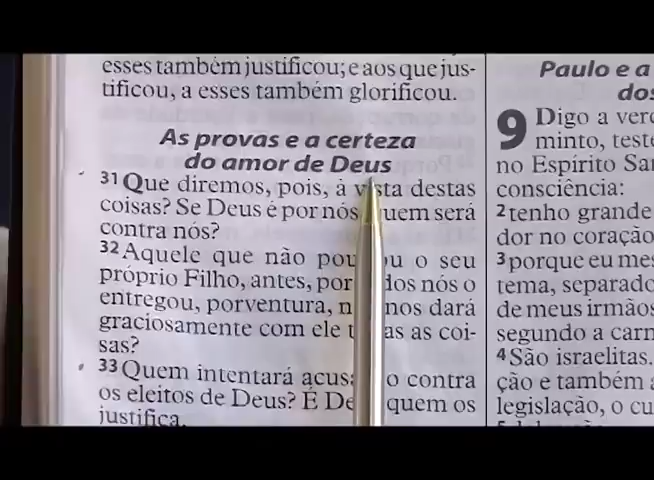 esses também justificou; e aos que jus-
tificou, a esses também glorificou.
As provas e a certeza
do amor de Deus
31 Que diremos, pois, à vista destas
coisas? Se Deus é por nós, quem será
contra nós?
32 Aquele que não pou u o seu
próprio Filho, antes, por dos nós o
entregou, porventura, n nos dará
graciosamente com ele t as as coi-
sas?
33 Quem intentará acusa o contra
os eleitos de Deus? É De quem os
justifica.
Paulo e a
dos
9 Digo a verd
minto, teste
no Espírito Sa
consciência:
2 tenho grande
dor no coração
3 porque eu mes
tema, separado
de meus irmãos
segundo a carn
4 São israelitas.
ção e também a
legislação, o cu